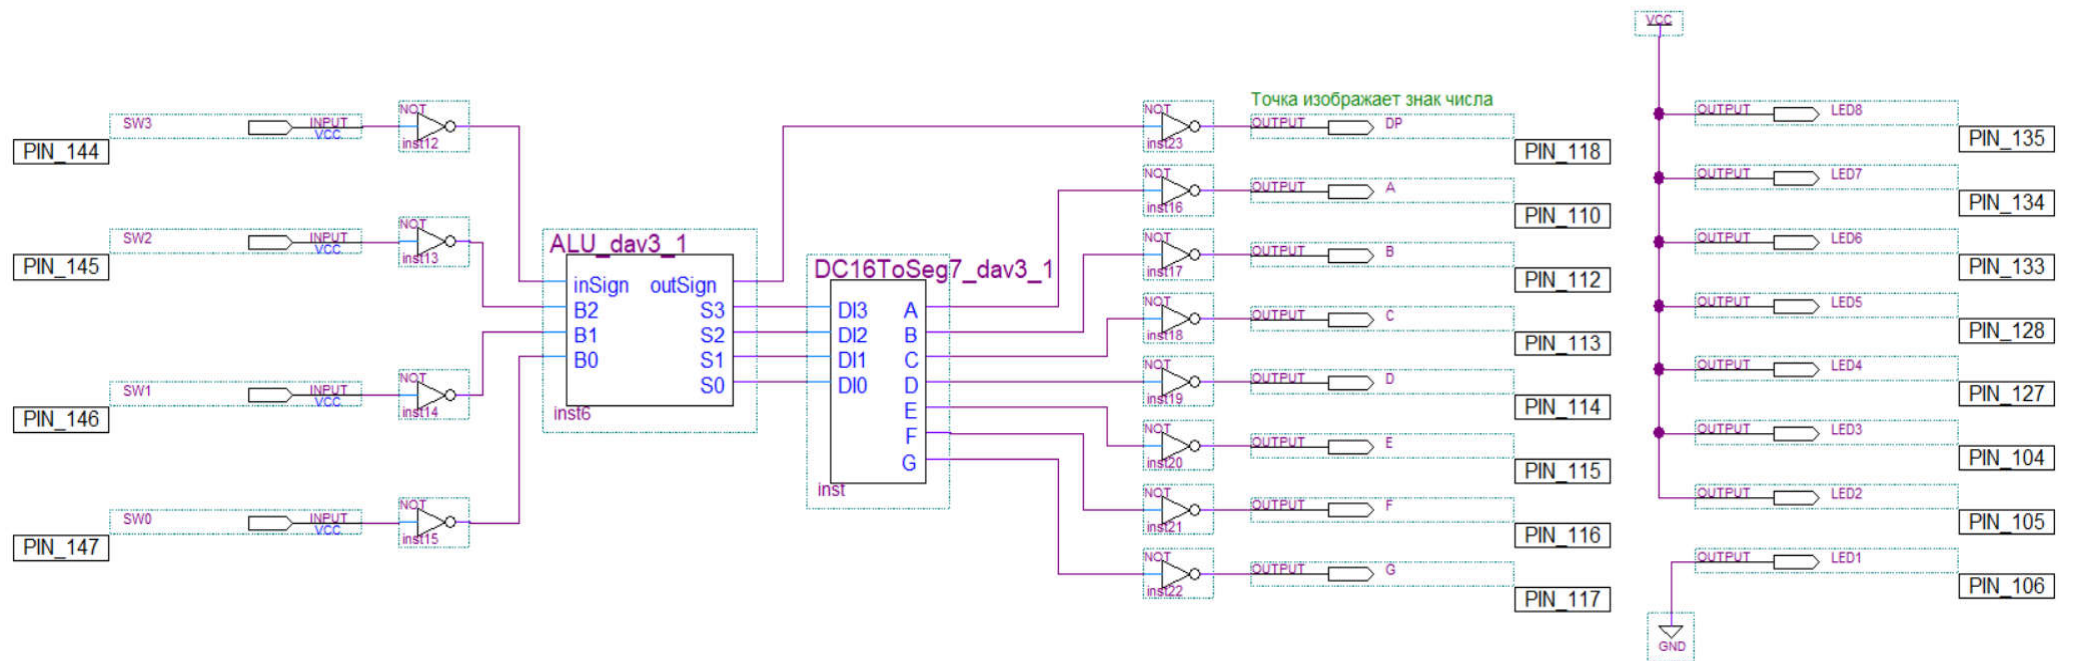 VCC
Точка изображает знак числа
NOT
SW3
INPUT
VCC
inst12
PIN_144
NOT
inst23
OUTPUT
DP
PIN_118
OUTPUT
LED8
PIN_135
NOT
inst16
OUTPUT
A
PIN_110
OUTPUT
LED7
PIN_134
SW2
INPUT
VCC
NOT
inst13
PIN_145
NOT
inst17
OUTPUT
B
PIN_112
OUTPUT
LED6
PIN_133
ALU_dav3_1
inSign outSign
B2 S3
B1 S2
B0 S1
S0
inst6
DC16ToSeg7_dav3_1
DI3 A
DI2 B
DI1 C
DI0 D
E
F
G
inst
NOT
inst18
OUTPUT
C
PIN_113
OUTPUT
LED5
PIN_128
SW1
INPUT
VCC
NOT
inst14
PIN_146
NOT
inst19
OUTPUT
D
PIN_114
OUTPUT
LED4
PIN_127
NOT
inst20
OUTPUT
E
PIN_115
OUTPUT
LED3
PIN_104
SW0
INPUT
VCC
NOT
inst15
PIN_147
NOT
inst21
OUTPUT
F
PIN_116
OUTPUT
LED2
PIN_105
NOT
inst22
OUTPUT
G
PIN_117
OUTPUT
LED1
PIN_106
GND